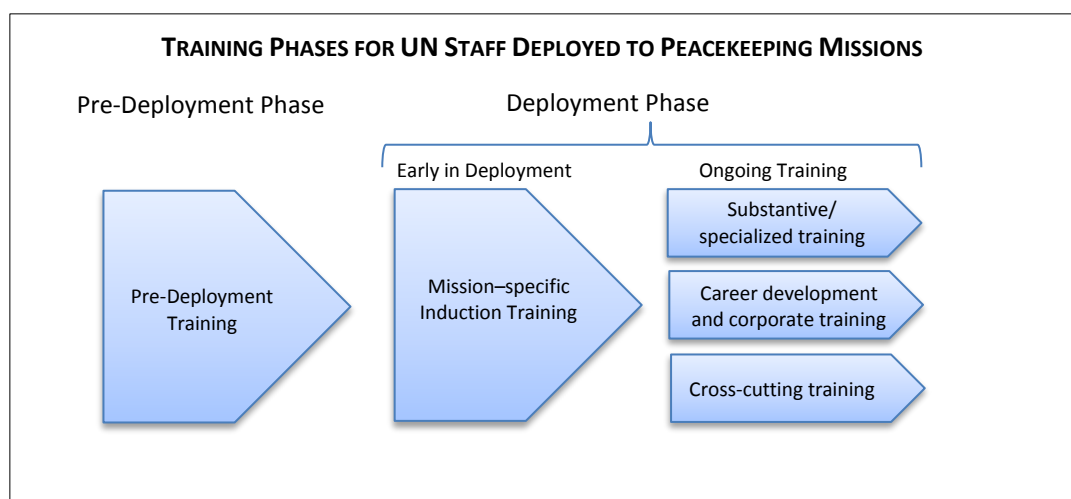 TRAINING PHASES FOR UN STAFF DEPLOYED TO PEACEKEEPING MISSIONS
Pre-Deployment Phase
Deployment Phase
Early in Deployment
Ongoing Training
Pre-Deployment
Training
Mission–specific
Induction Training
Substantive/
specialized training
Career development
and corporate training
Cross-cutting training